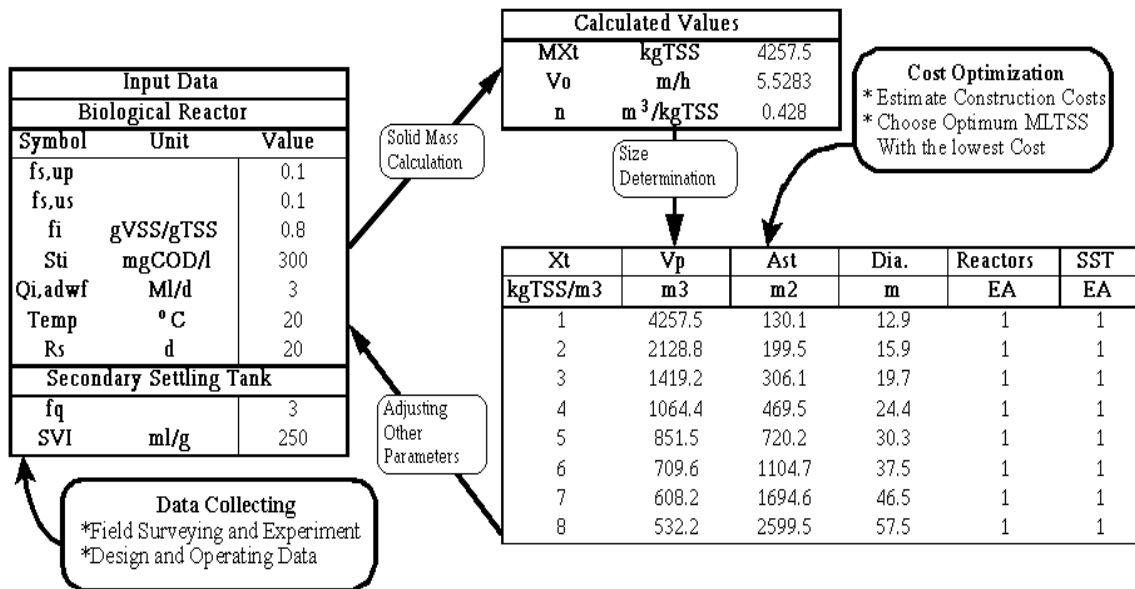 Input Data
Biological Reactor
Symbol Unit Value
fs,up 0.1
fs,us 0.1
fi gVSS/gTSS 0.8
Sti mgCOD/l 300
Qi,adwf Ml/d 3
Temp ⁰C 20
Rs d 20
Secondary Settling Tank
fq 3
SVI ml/g 250
Data Collecting
*Field Surveying and Experiment
*Design and Operating Data
Solid Mass
Calculation
Calculated Values
MXt kgTSS 4257.5
Vo m/h 5.5283
n m³/kgTSS 0.428
Size
Determination
Cost Optimization
* Estimate Construction Costs
* Choose Optimum MLTSS
With the lowest Cost
Xt Vp Ast Dia. Reactors SST
kgTSS/m3 m3 m2 m EA EA
1 4257.5 130.1 12.9 1 1
2 2128.8 199.5 15.9 1 1
3 1419.2 306.1 19.7 1 1
4 1064.4 469.5 24.4 1 1
5 851.5 720.2 30.3 1 1
6 709.6 1104.7 37.5 1 1
7 608.2 1694.6 46.5 1 1
8 532.2 2599.5 57.5 1 1
Adjusting
Other
Parameters